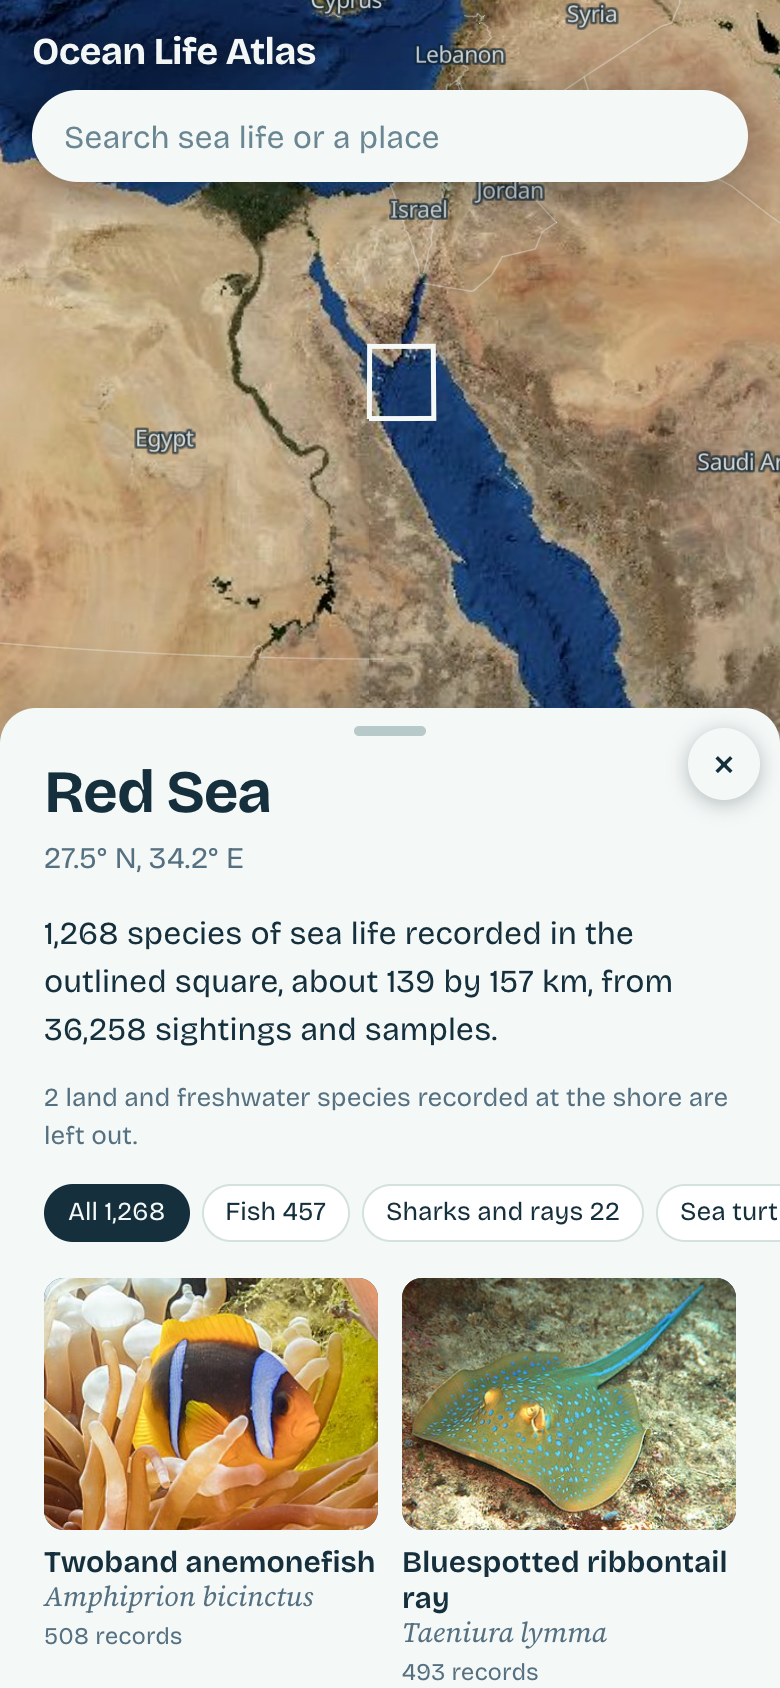 Cyprus
Syria
Ocean Life Atlas
Lebanon
Search sea life or a place
Jordan
Israel
Egypt
Saudi Ar
Red Sea
27.5° N, 34.2° E
1,268 species of sea life recorded in the
outlined square, about 139 by 157 km, from
36,258 sightings and samples.
2 land and freshwater species recorded at the shore are
left out.
All 1,268
Fish 457
Sharks and rays 22
Sea turt
Twoband anemonefish
Amphiprion bicinctus
508 records
Bluespotted ribbontail
ray
Taeniura lymma
493 records